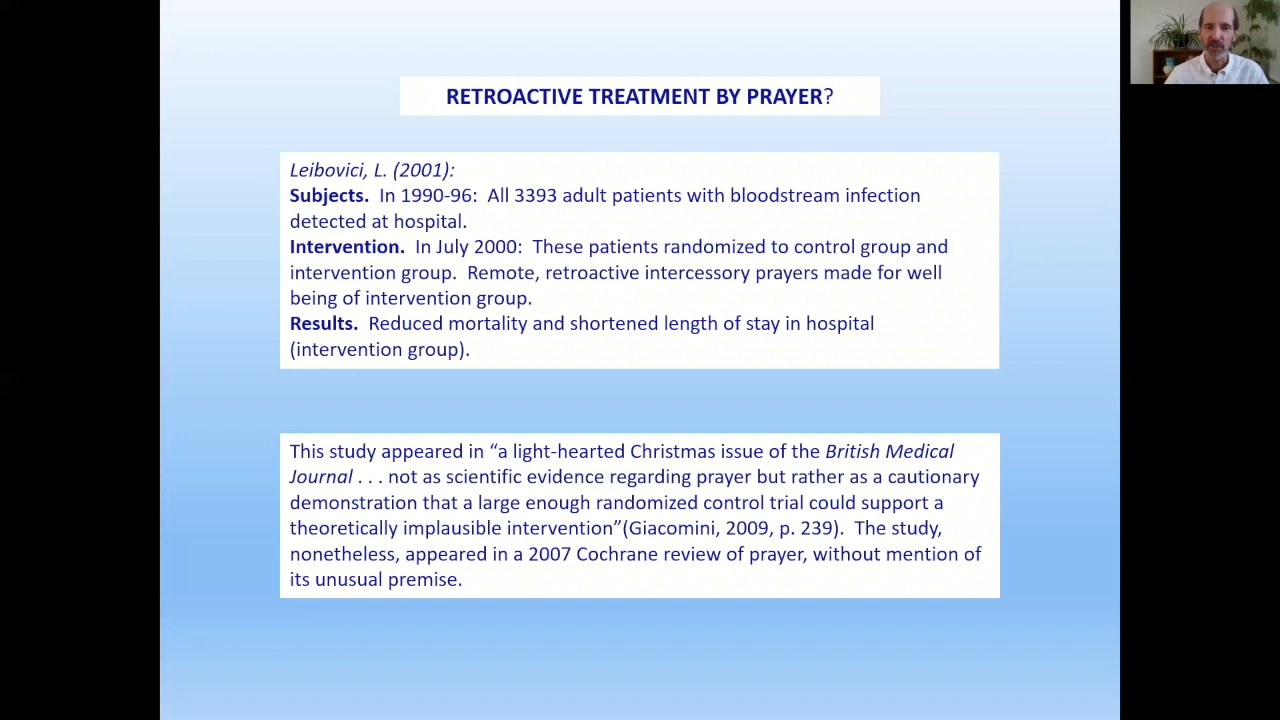 RETROACTIVE TREATMENT BY PRAYER?
Leibovici, L. (2001):
Subjects.  In 1990-96:  All 3393 adult patients with bloodstream infection
detected at hospital.
Intervention.  In July 2000:  These patients randomized to control group and
intervention group.  Remote, retroactive intercessory prayers made for well
being of intervention group.
Results.  Reduced mortality and shortened length of stay in hospital
(intervention group).
This study appeared in “a light-hearted Christmas issue of the British Medical
Journal . . . not as scientific evidence regarding prayer but rather as a cautionary
demonstration that a large enough randomized control trial could support a
theoretically implausible intervention”(Giacomini, 2009, p. 239).  The study,
nonetheless, appeared in a 2007 Cochrane review of prayer, without mention of
its unusual premise.